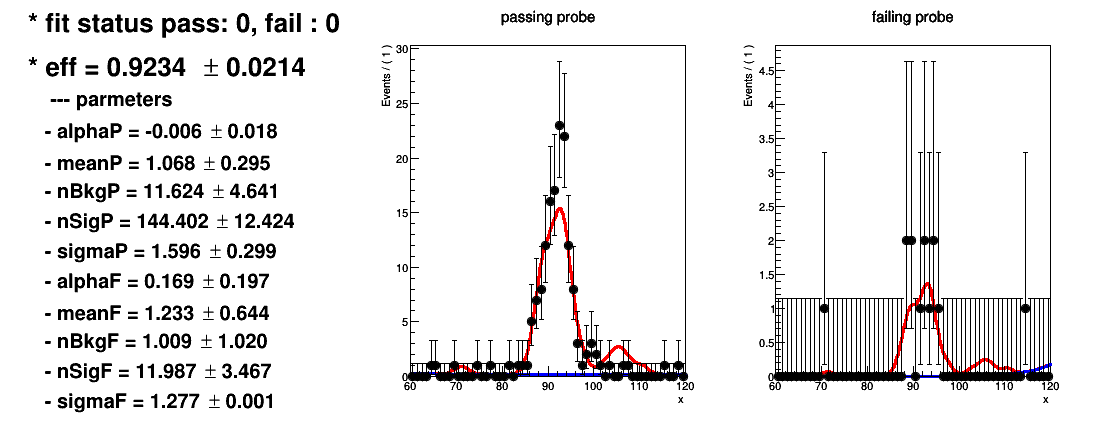 * fit status pass: 0, fail : 0
* eff = 0.9234 ± 0.0214
--- parmeters
- alphaP = -0.006 ± 0.018
- meanP = 1.068 ± 0.295
- nBkgP = 11.624 ± 4.641
- nSigP = 144.402 ± 12.424
- sigmaP = 1.596 ± 0.299
- alphaF = 0.169 ± 0.197
- meanF = 1.233 ± 0.644
- nBkgF = 1.009 ± 1.020
- nSigF = 11.987 ± 3.467
- sigmaF = 1.277 ± 0.001
passing probe
Events / ( 1 )
30
25
20
15
10
5
0
60 70 80 90 100 110 120
x
failing probe
Events / ( 1 )
4.5
4
3.5
3
2.5
2
1.5
1
0.5
0
60 70 80 90 100 110 120
x